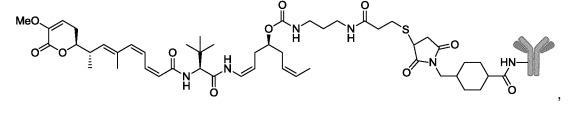 O O
MeO O N N S
H H
O
O O O H
N N HN
O
N
H O O ,